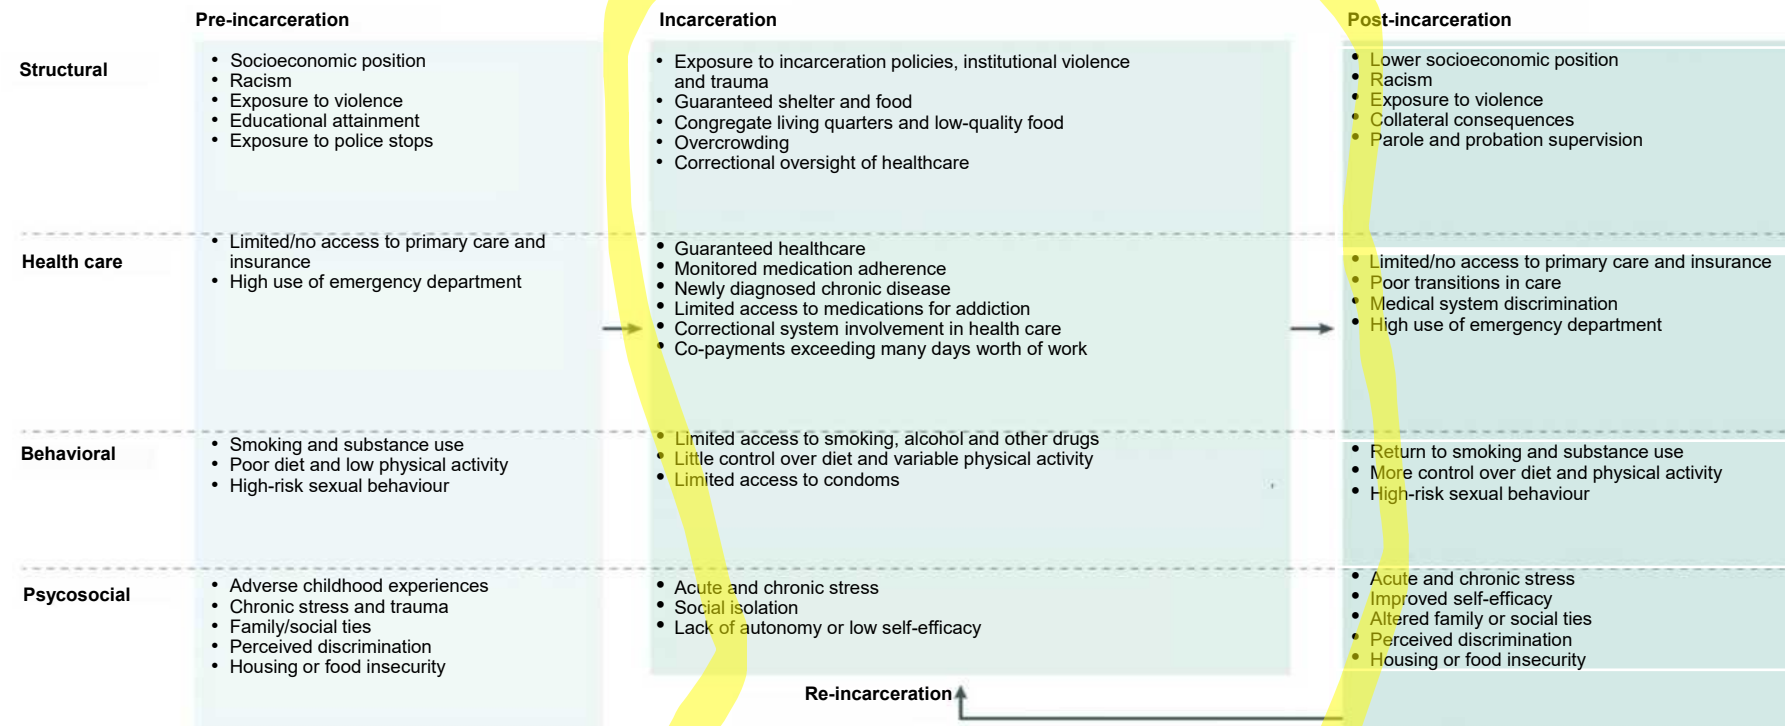 Pre-incarceration
Incarceration
Post-incarceration
Structural
• Socioeconomic position
• Racism
• Exposure to violence
• Educational attainment
• Exposure to police stops
• Exposure to incarceration policies, institutional violence
and trauma
• Guaranteed shelter and food
• Congregate living quarters and low-quality food
• Overcrowding
• Correctional oversight of healthcare
• Lower socioeconomic position
• Racism
• Exposure to violence
• Collateral consequences
• Parole and probation supervision
Health care
• Limited/no access to primary care and
insurance
• High use of emergency department
• Guaranteed healthcare
• Monitored medication adherence
• Newly diagnosed chronic disease
• Limited access to medications for addiction
• Correctional system involvement in health care
• Co-payments exceeding many days worth of work
• Limited/no access to primary care and insurance
• Poor transitions in care
• Medical system discrimination
• High use of emergency department
Behavioral
• Smoking and substance use
• Poor diet and low physical activity
• High-risk sexual behaviour
• Limited access to smoking, alcohol and other drugs
• Little control over diet and variable physical activity
• Limited access to condoms
• Return to smoking and substance use
• More control over diet and physical activity
• High-risk sexual behaviour
Psycosocial
• Adverse childhood experiences
• Chronic stress and trauma
• Family/social ties
• Perceived discrimination
• Housing or food insecurity
• Acute and chronic stress
• Social isolation
• Lack of autonomy or low self-efficacy
• Acute and chronic stress
• Improved self-efficacy
• Altered family or social ties
• Perceived discrimination
• Housing or food insecurity
Re-incarceration